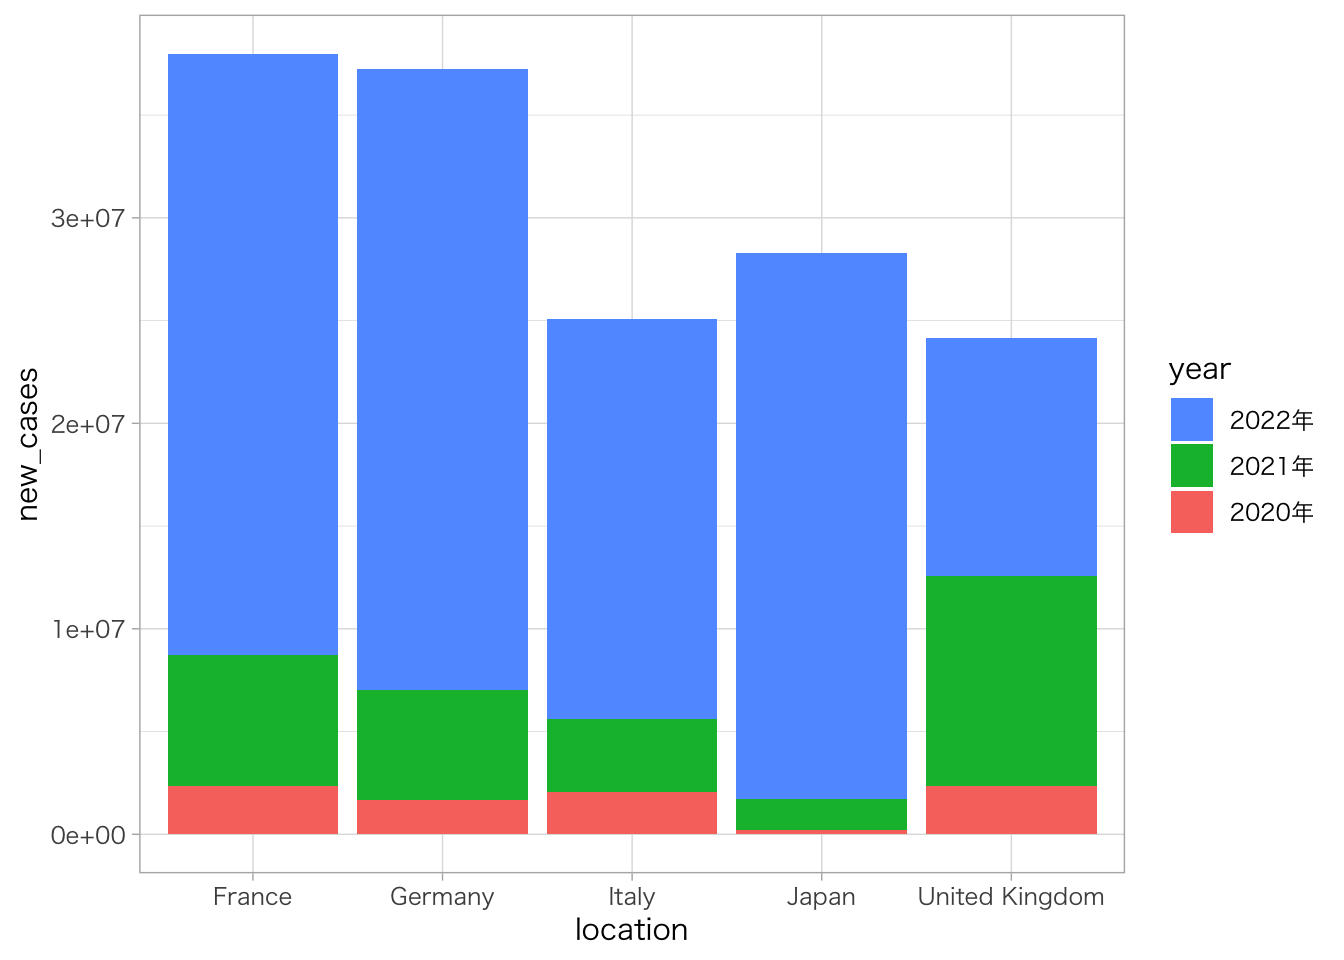 new_cases
3e+07
2e+07
1e+07
0e+00
France
Germany
Italy
Japan
United Kingdom
location
year
2022年
2021年
2020年